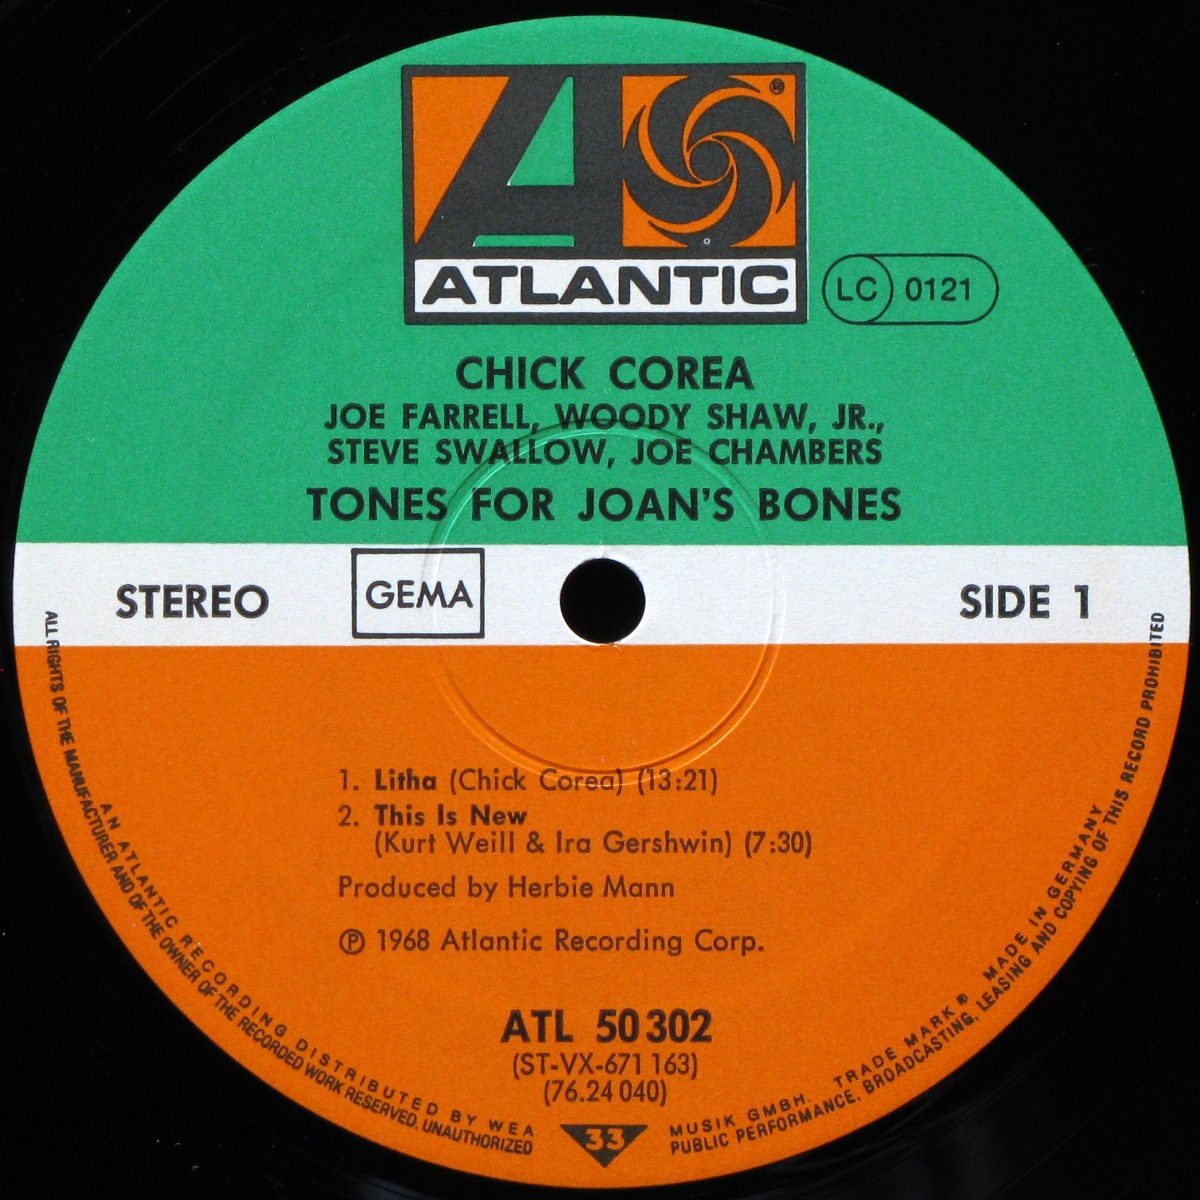 ATLANTIC
®
LC 0121
CHICK COREA
JOE FARRELL, WOODY SHAW, JR.,
STEVE SWALLOW, JOE CHAMBERS
TONES FOR JOAN'S BONES
STEREO GEMA SIDE 1
1. Litha (Chick Corea) (13:21)
2. This Is New
(Kurt Weill & Ira Gershwin) (7:30)
Produced by Herbie Mann
℗ 1968 Atlantic Recording Corp.
ATL 50 302
(ST-VX-671 163)
(76.24 040)
33
AN ATLANTIC RECORDING DISTRIBUTED BY WEA MUSIK GMBH. TRADE MARK® MADE IN GERMANY
ALL RIGHTS OF THE MANUFACTURER AND OF THE OWNER OF THE RECORDED WORK RESERVED. UNAUTHORIZED PUBLIC PERFORMANCE, BROADCASTING, LEASING AND COPYING OF THIS RECORD PROHIBITED